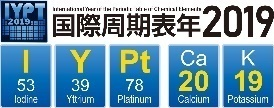 IYPT
2019
International Year of the Periodic Table of Chemical Elements
国際周期表年2019
I Y Pt Ca K
53 39 78 20 19
Iodine Yttrium Platinum Calcium Potassium